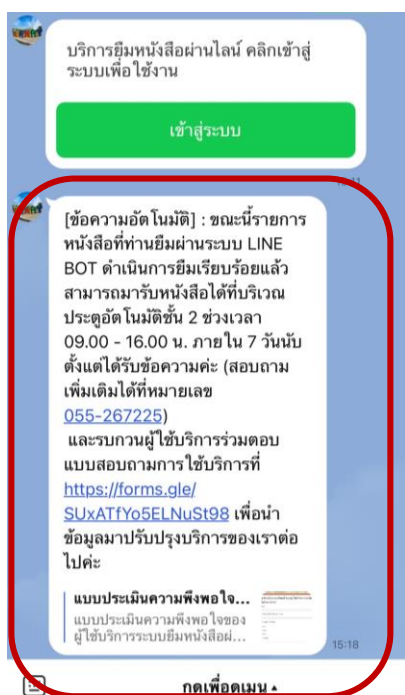 บริการยืมหนังสือผ่านไลน์ คลิกเข้าสู่
ระบบเพื่อใช้งาน
เข้าสู่ระบบ
[ข้อความอัตโนมัติ] : ขณะนี้รายการ
หนังสือที่ท่านยืมผ่านระบบ LINE
BOT ดำเนินการยืมเรียบร้อยแล้ว
สามารถมารับหนังสือได้ที่บริเวณ
ประตูอัตโนมัติชั้น 2 ช่วงเวลา
09.00 - 16.00 น. ภายใน 7 วันนับ
ตั้งแต่ได้รับข้อความค่ะ (สอบถาม
เพิ่มเติมได้ที่หมายเลข
055-267225)
และรบกวนผู้ใช้บริการร่วมตอบ
แบบสอบถามการใช้บริการที่
https://forms.gle/
SUxATfYo5ELNuSt98 เพื่อนำ
ข้อมูลมาปรับปรุงบริการของเราต่อ
ไปค่ะ
แบบประเมินความพึงพอใจ...
แบบประเมินความพึงพอใจของ
ผู้ใช้บริการระบบยืมหนังสือผ่...
15:18
กดเพื่อดูเมนู